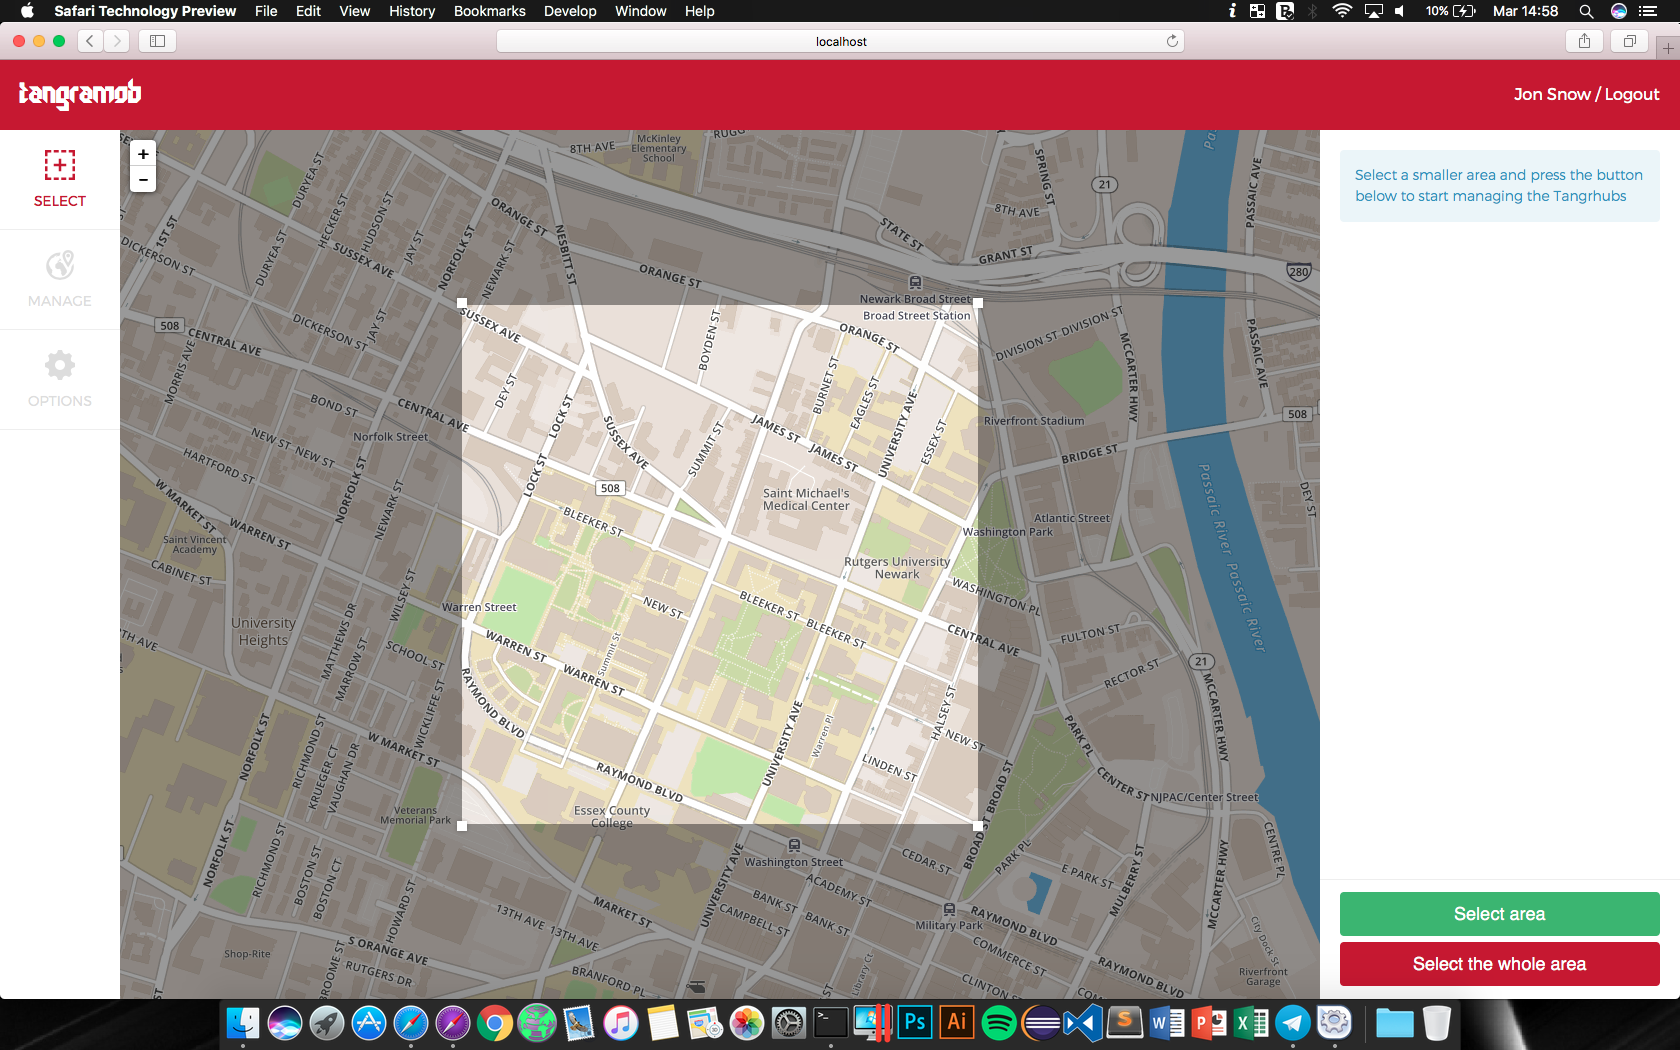 Safari Technology Preview File Edit View History Bookmarks Develop Window Help
10% Mar 14:58
localhost
tangramob
Jon Snow / Logout
SELECT
MANAGE
OPTIONS
+
−
Select a smaller area and press the button
below to start managing the Tangrhubs
Select area
Select the whole area
8TH AVE
McKinley
Elementary
School
RUGG
SPRING ST
21
PASSAIC AVE
1ST ST
DURYEA ST
HECKER ST
HUDSON ST
JAY ST
NORFOLK ST
ORANGE ST
NESBITT ST
8TH AVE
STATE ST
GRANT ST
DICKERSON ST
DURYEA ST
SUSSEX AVE
NEWARK ST
ORANGE ST
280
Newark Broad Street
Broad Street Station
508
CENTRAL AVE
DICKERSON ST
JAY ST
SUSSEX AVE
BOYDEN ST
ORANGE ST
DIVISION ST
DIVISION ST
MCCARTER HWY
PASSAIC AVE
MORRIS AVE
DEY ST
BURNET ST
EAGLES ST
UNIVERSITY AVE
ESSEX ST
BOND ST
CENTRAL AVE
LOCK ST
SUSSEX AVE
SUMMIT ST
JAMES ST
JAMES ST
Riverfront Stadium
508
NEW ST
NEW ST
Norfolk Street
HARTFORD ST
NORFOLK ST
LOCK ST
BRIDGE ST
W MARKET ST
NEWARK ST
508
Saint Michael's
Medical Center
Passaic River
Passaic River
DEY ST
WARREN ST
BLEEKER ST
Washington Park
Atlantic Street
Saint Vincent
Academy
CABINET ST
WILSEY ST
Rutgers University
Newark
WASHINGTON PL
Warren Street
NEW ST
BLEEKER ST
BLEEKER ST
University
Heights
MATTHEWS DR
CENTRAL AVE
FULTON ST
7TH AVE
MARROW ST
SCHOOL ST
WARREN ST
Summit St
WARREN ST
RECTOR ST
21
RAYMOND BLVD
WICKLIFFE ST
HALSEY ST
MCCARTER HWY
NORFOLK ST
RICHMOND ST
W MARKET ST
UNIVERSITY AVE
Warren Pl
NEW ST
PARK PL
KRUEGER CT
VAUGHAN DR
RAYMOND BLVD
LINDEN ST
BROAD ST
BROAD ST
CENTER ST
NJPAC/Center Street
Veterans
Memorial Park
Essex County
College
NORFOLK ST
RICHMOND ST
BOSTON ST
BOSTON CT
Washington Street
CEDAR ST
PARK PL
E PARK ST
MULBERRY ST
MCCARTER HWY
CENTRE PL
HOWARD ST
UNIVERSITY AVE
ACADEMY ST
BANK ST
BANK ST
CAMPBELL ST
MARKET ST
13TH AVE
13TH AVE
Military Park
RAYMOND BLVD
COMMERCE ST
RAYMOND BLVD
City Dock St
Shop-Rite
S ORANGE AVE
RUTGERS DR
BROOME ST
BRANFORD PL
Library Ct
CLINTON ST
Riverfront
Garage
Ps
Ai